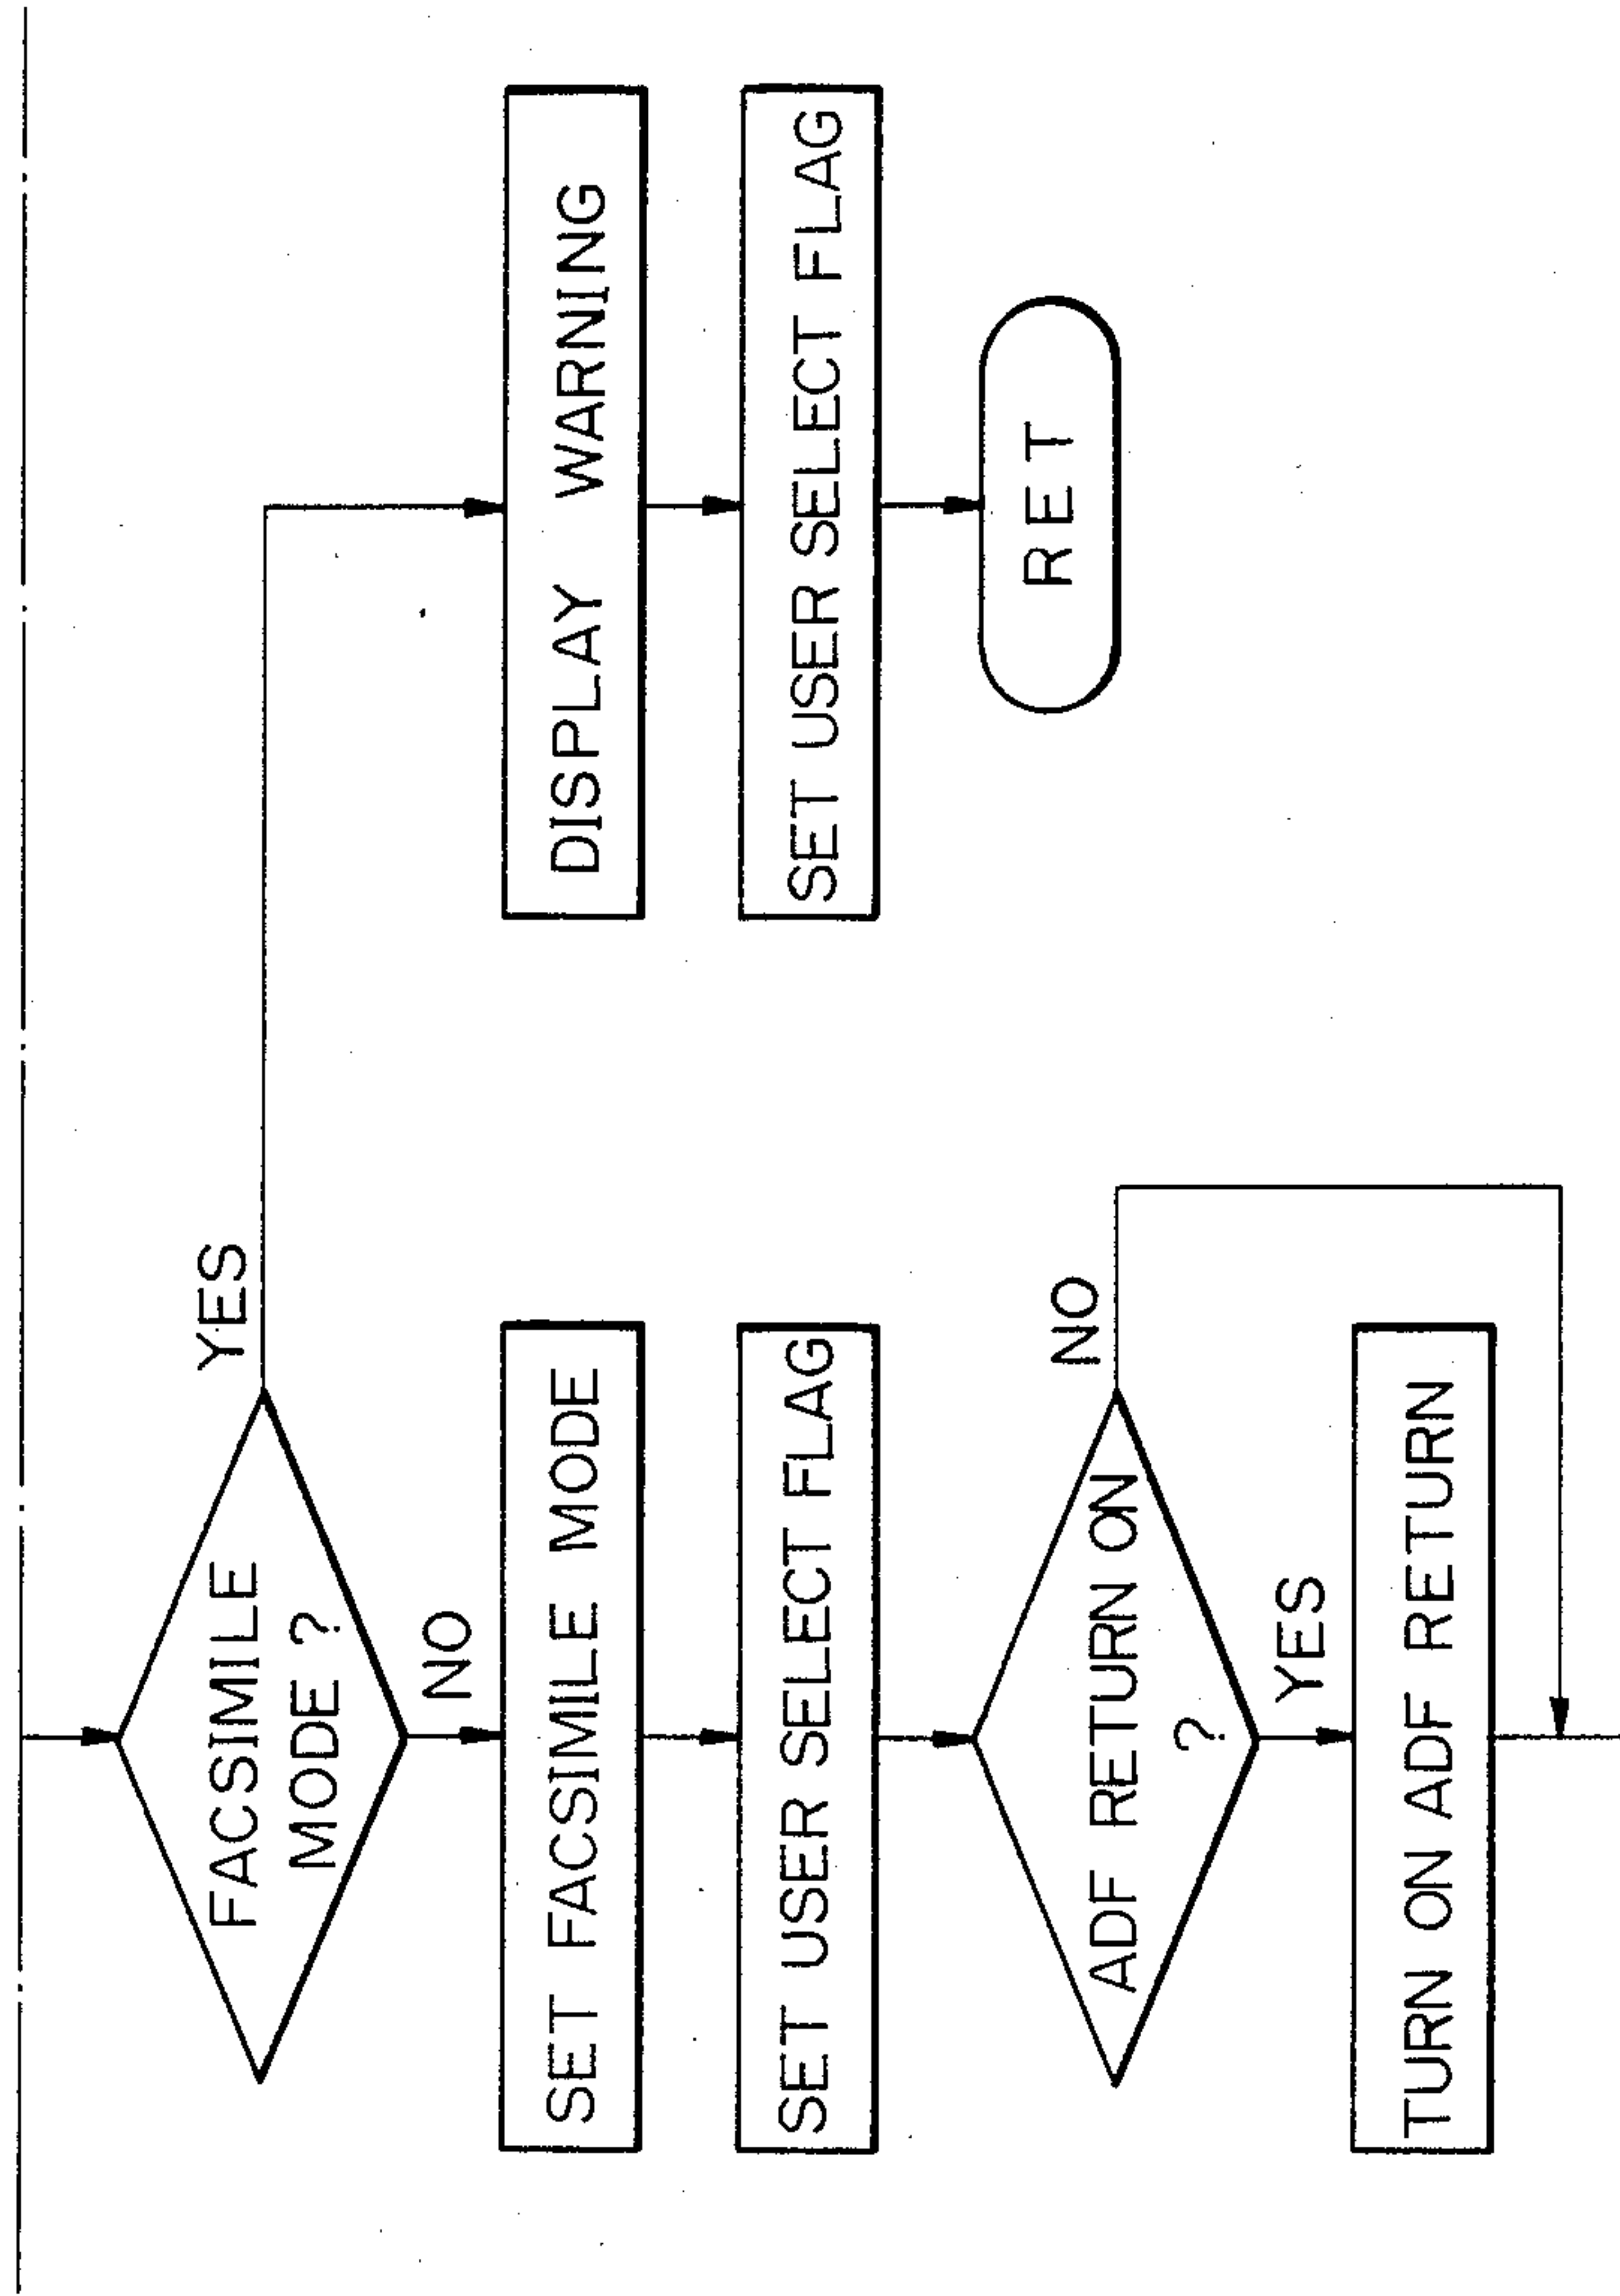 FACSIMILE
MODE ?
YES
NO
SET FACSIMILE MODE
SET USER SELECT FLAG
ADF RETURN ON
?
NO
YES
TURN ON ADF RETURN
DISPLAY WARNING
SET USER SELECT FLAG
RET